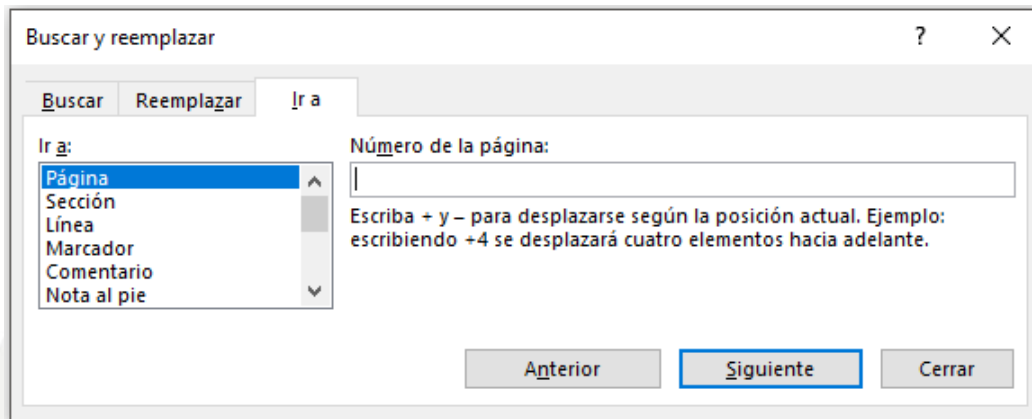 Buscar y reemplazar ?
Buscar Reemplazar Ir a
Ir a:
Página
Sección
Línea
Marcador
Comentario
Nota al pie
Número de la página:
Escriba + y – para desplazarse según la posición actual. Ejemplo:
escribiendo +4 se desplazará cuatro elementos hacia adelante.
Anterior Siguiente Cerrar